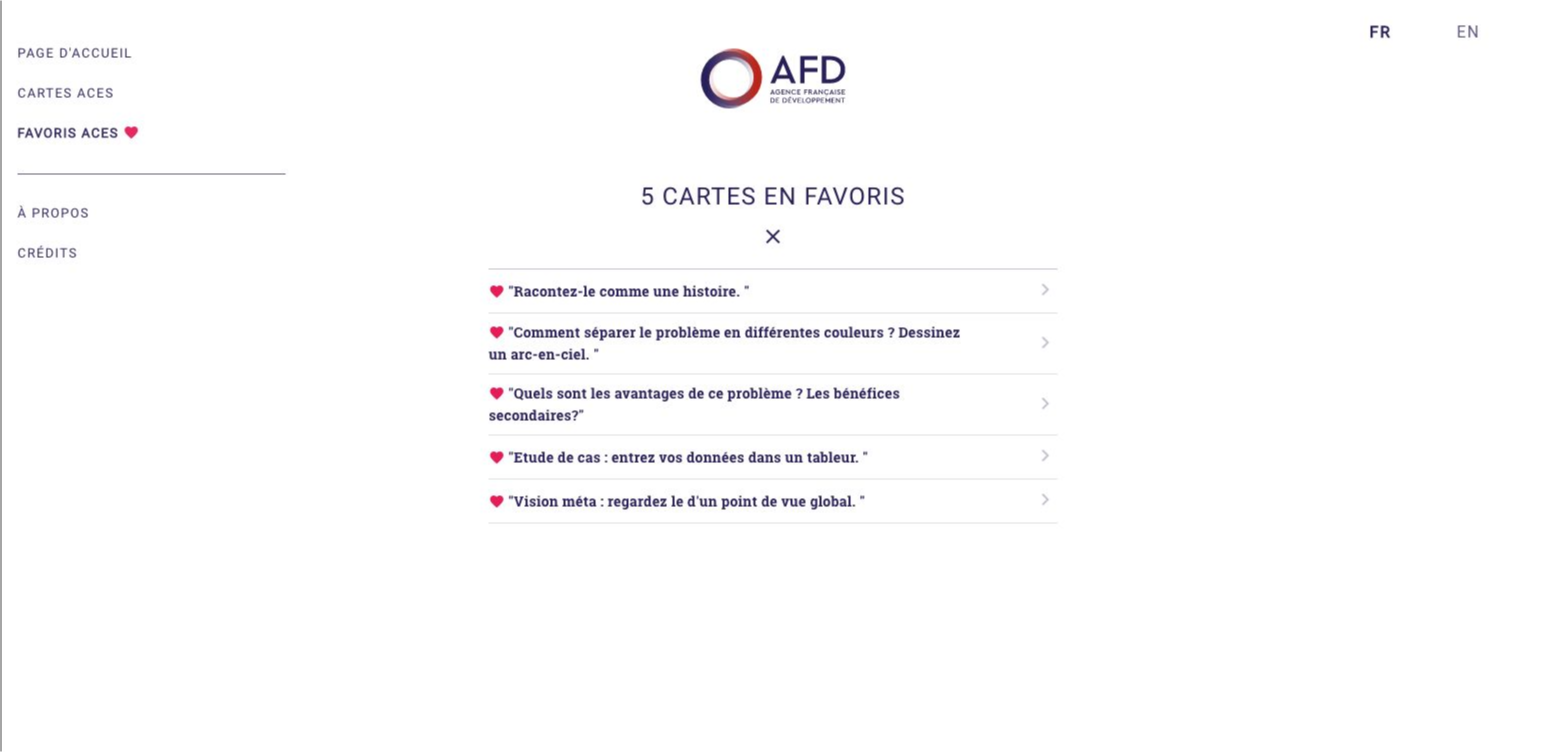 FR
EN
PAGE D'ACCUEIL
CARTES ACES
FAVORIS ACES
À PROPOS
CRÉDITS
AFD
AGENCE FRANÇAISE
DE DÉVELOPPEMENT
5 CARTES EN FAVORIS
"Racontez-le comme une histoire. "
"Comment séparer le problème en différentes couleurs ? Dessinez
un arc-en-ciel. "
"Quels sont les avantages de ce problème ? Les bénéfices
secondaires?"
"Etude de cas : entrez vos données dans un tableur. "
"Vision méta : regardez le d'un point de vue global. "